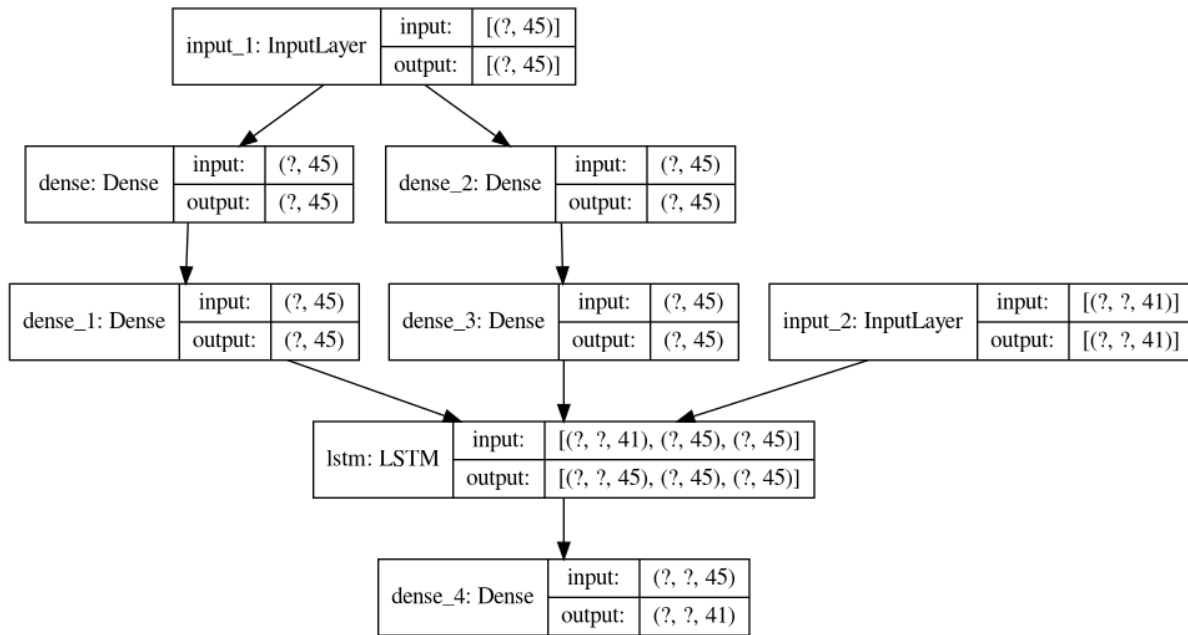 input_1: InputLayer
input: [(?, 45)]
output: [(?, 45)]
dense: Dense
input: (?, 45)
output: (?, 45)
dense_2: Dense
input: (?, 45)
output: (?, 45)
dense_1: Dense
input: (?, 45)
output: (?, 45)
dense_3: Dense
input: (?, 45)
output: (?, 45)
input_2: InputLayer
input: [(?, ?, 41)]
output: [(?, ?, 41)]
lstm: LSTM
input: [(?, ?, 41), (?, 45), (?, 45)]
output: [(?, ?, 45), (?, 45), (?, 45)]
dense_4: Dense
input: (?, ?, 45)
output: (?, ?, 41)